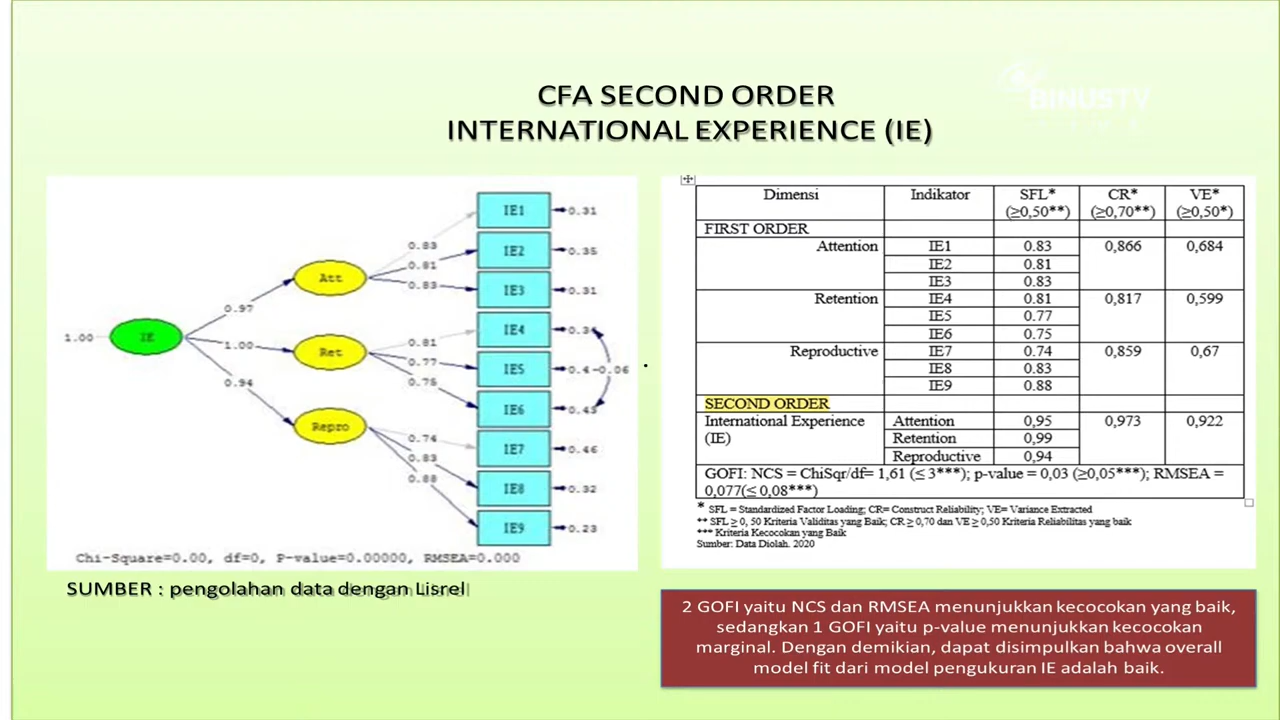 BINUSTV
CFA SECOND ORDER
INTERNATIONAL EXPERIENCE (IE)
IE1
0.31
0.83
IE2
0.35
0.81
Att
0.83
IE3
0.31
0.97
IE4
0.81
1.00
IE
1.00
Ret
0.77
IE5
-0.06
0.75
0.94
IE6
0.43
Repro
0.74
IE7
0.46
0.83
0.88
IE8
0.32
IE9
0.23
Chi-Square=0.00, df=0, P-value=0.00000, RMSEA=0.000
SUMBER : pengolahan data dengan Lisrel
Dimensi Indikator SFL* CR* VE*
(≥0,50**) (≥0,70**) (≥0,50*)
FIRST ORDER
Attention IE1 0.83 0,866 0,684
IE2 0.81
IE3 0.83
Retention IE4 0.81 0,817 0,599
IE5 0.77
IE6 0.75
Reproductive IE7 0.74 0,859 0,67
IE8 0.83
IE9 0.88
SECOND ORDER
International Experience Attention 0,95 0,973 0,922
(IE) Retention 0,99
Reproductive 0,94
GOFI: NCS = ChiSqr/df= 1,61 (≤ 3***); p-value = 0,03 (≥0,05***); RMSEA =
0,077(≤ 0,08***)
* SFL = Standardized Factor Loading; CR= Construct Reliability; VE= Variance Extracted
** SFL ≥ 0, 50 Kriteria Validitas yang Baik; CR ≥ 0,70 dan VE ≥ 0,50 Kriteria Reliabilitas yang baik
*** Kriteria Kecocokan yang Baik
Sumber: Data Diolah. 2020
2 GOFI yaitu NCS dan RMSEA menunjukkan kecocokan yang baik,
sedangkan 1 GOFI yaitu p-value menunjukkan kecocokan
marginal. Dengan demikian, dapat disimpulkan bahwa overall
model fit dari model pengukuran IE adalah baik.